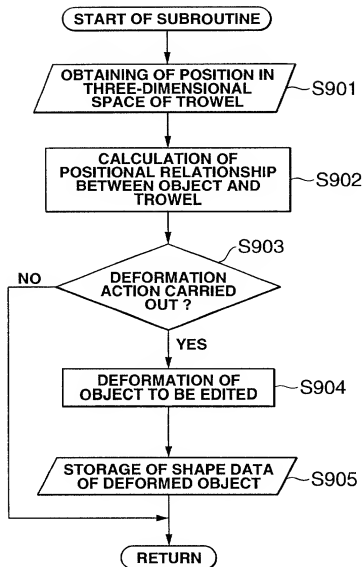 START OF SUBROUTINE
OBTAINING OF POSITION IN
THREE-DIMENSIONAL
SPACE OF TROWEL
S901
CALCULATION OF
POSITIONAL RELATIONSHIP
BETWEEN OBJECT AND
TROWEL
S902
S903
DEFORMATION
ACTION CARRIED
OUT ?
NO
YES
DEFORMATION OF
OBJECT TO BE EDITED
S904
STORAGE OF SHAPE DATA
OF DEFORMED OBJECT
S905
RETURN